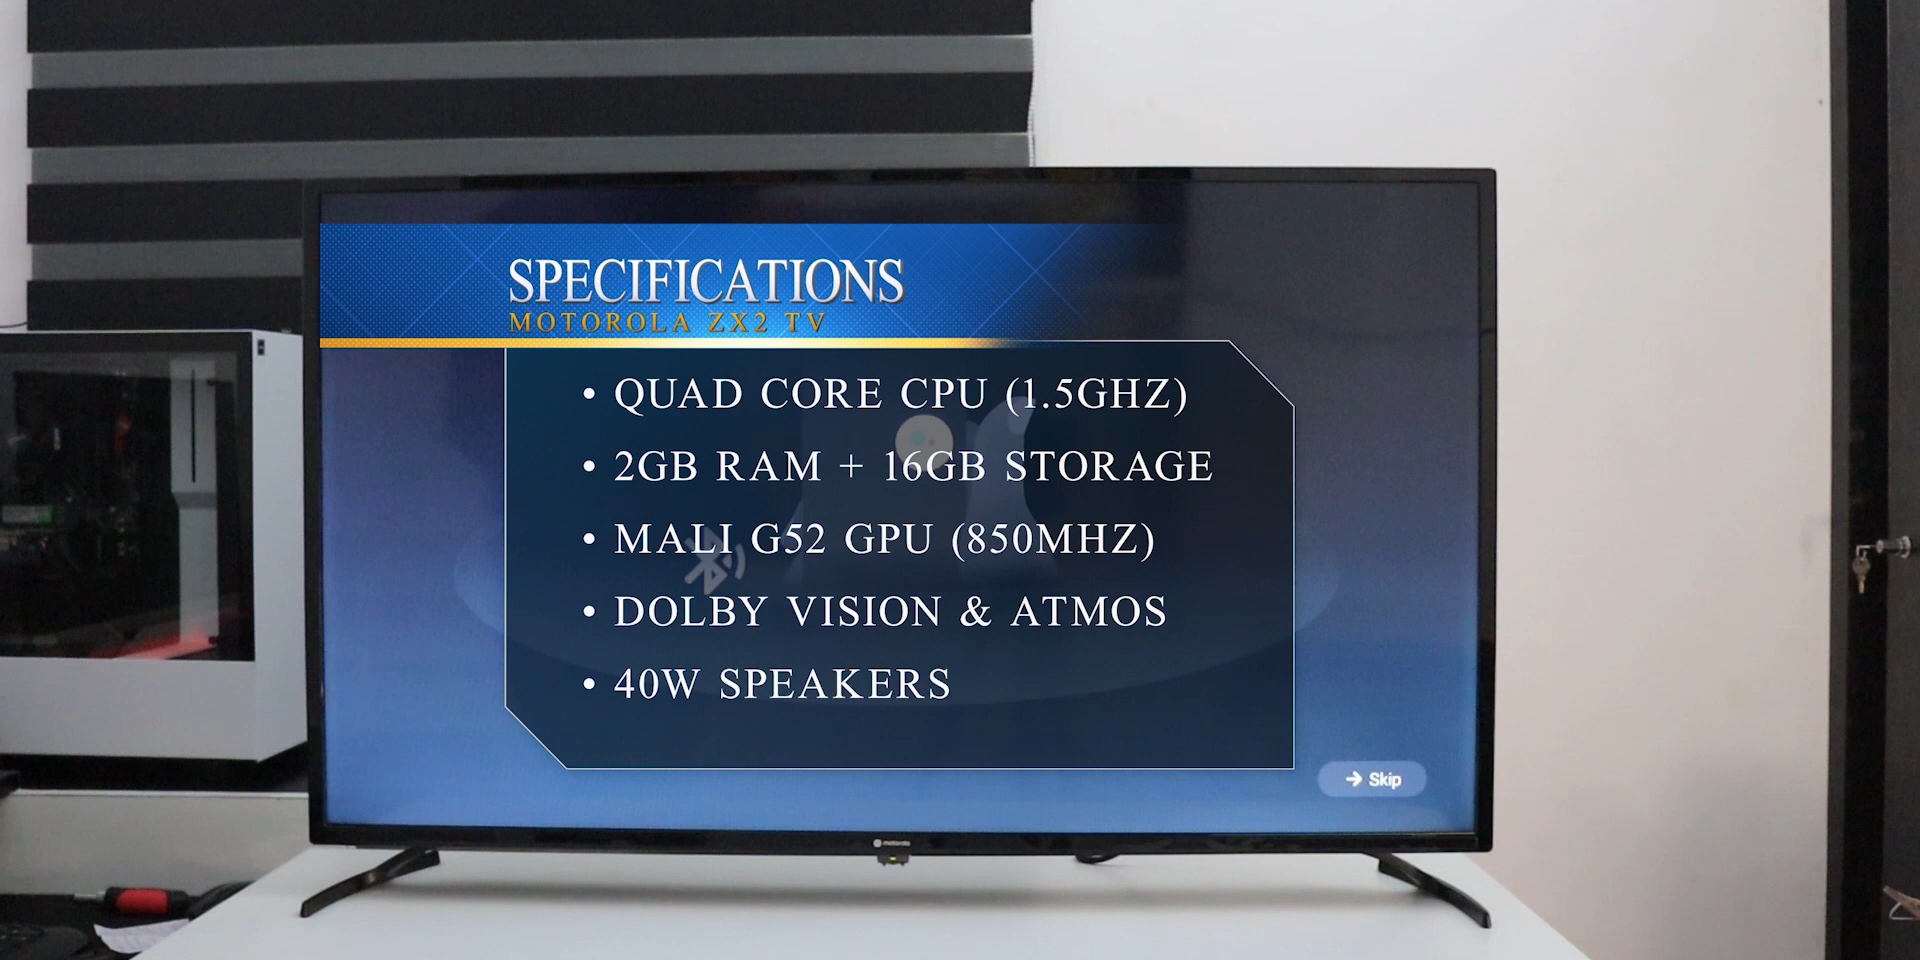 SPECIFICATIONS
MOTOROLA ZX2 TV
• QUAD CORE CPU (1.5GHZ)
• 2GB RAM + 16GB STORAGE
• MALI G52 GPU (850MHZ)
• DOLBY VISION & ATMOS
• 40W SPEAKERS
→ Skip
motorola